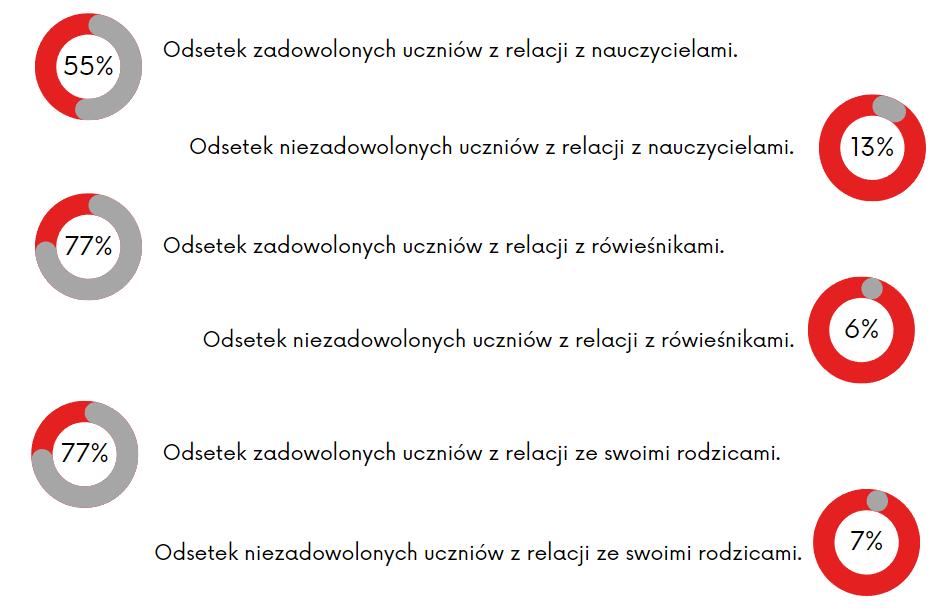 55% Odsetek zadowolonych uczniów z relacji z nauczycielami.
Odsetek niezadowolonych uczniów z relacji z nauczycielami. 13%
77% Odsetek zadowolonych uczniów z relacji z rówieśnikami.
Odsetek niezadowolonych uczniów z relacji z rówieśnikami. 6%
77% Odsetek zadowolonych uczniów z relacji ze swoimi rodzicami.
Odsetek niezadowolonych uczniów z relacji ze swoimi rodzicami. 7%